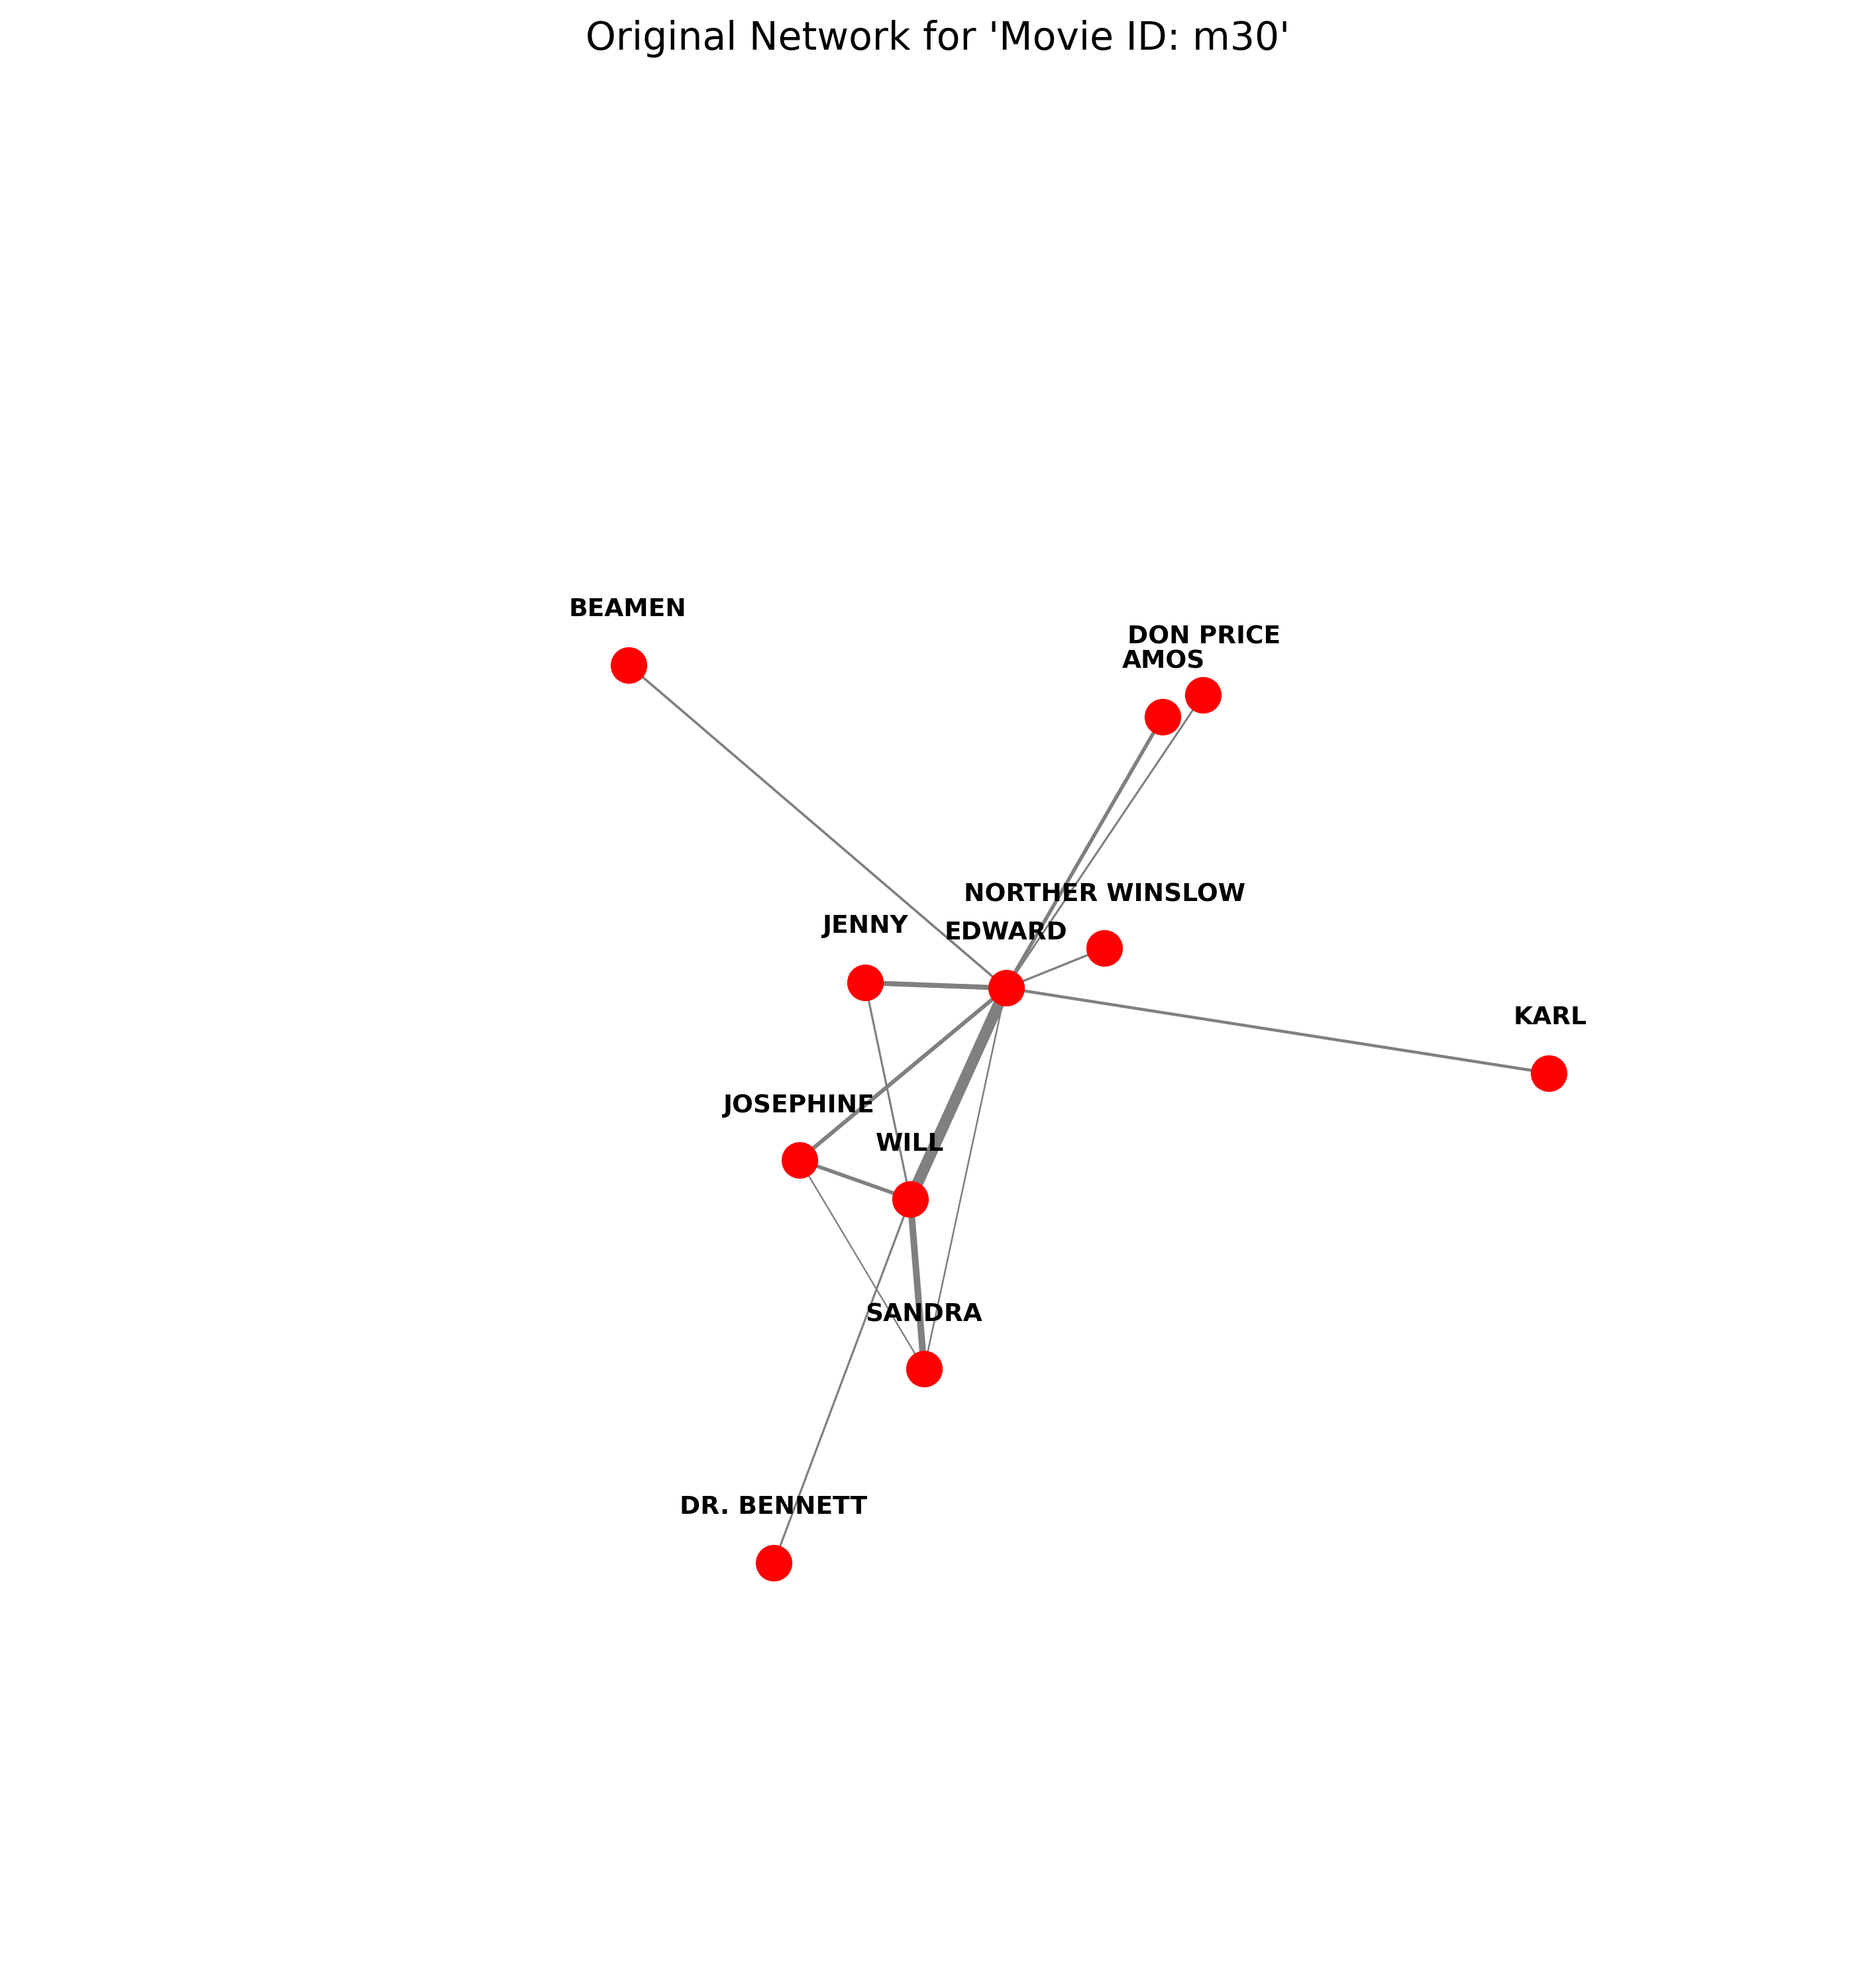 Original Network for 'Movie ID: m30'
BEAMEN
DON PRICE
AMOS
NORTHER WINSLOW
JENNY
EDWARD
KARL
JOSEPHINE
WILL
SANDRA
DR. BENNETT